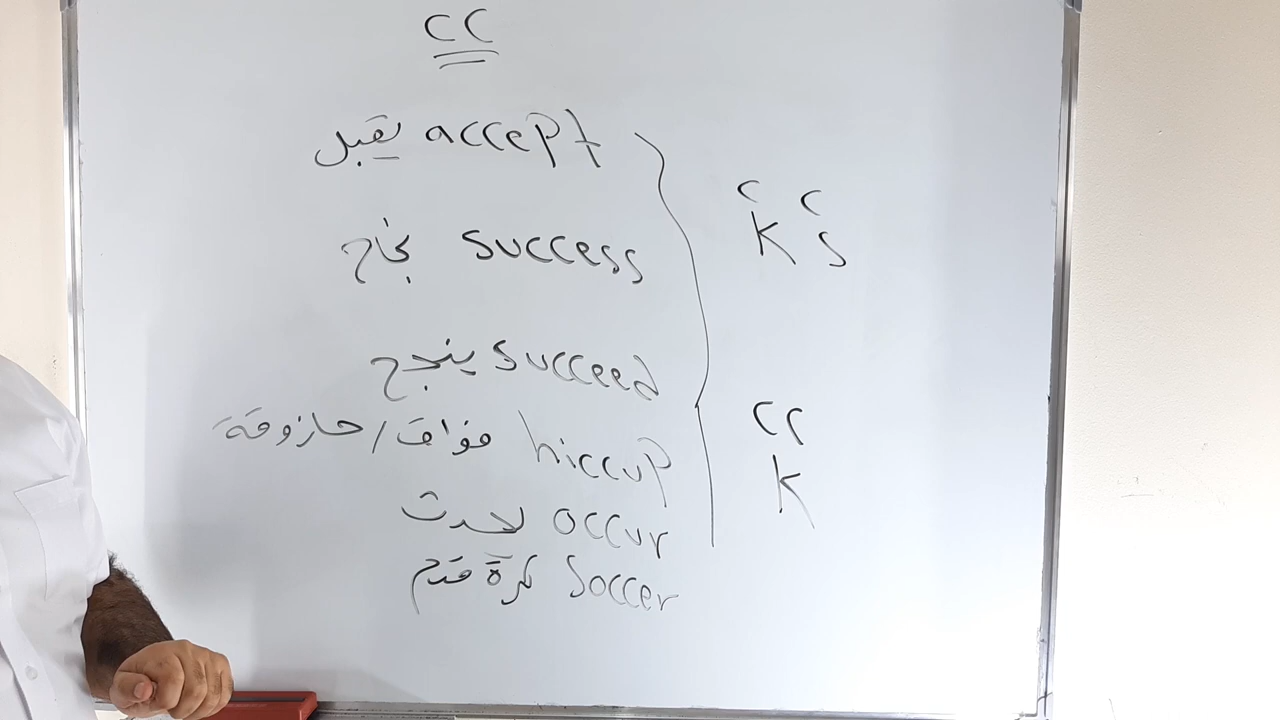 cc
accept يقبل
success نجاح
succeed ينجح
hiccup فواق/حازوقة
occur يحدث
soccer كرة قدم
c c
k s
cc
k